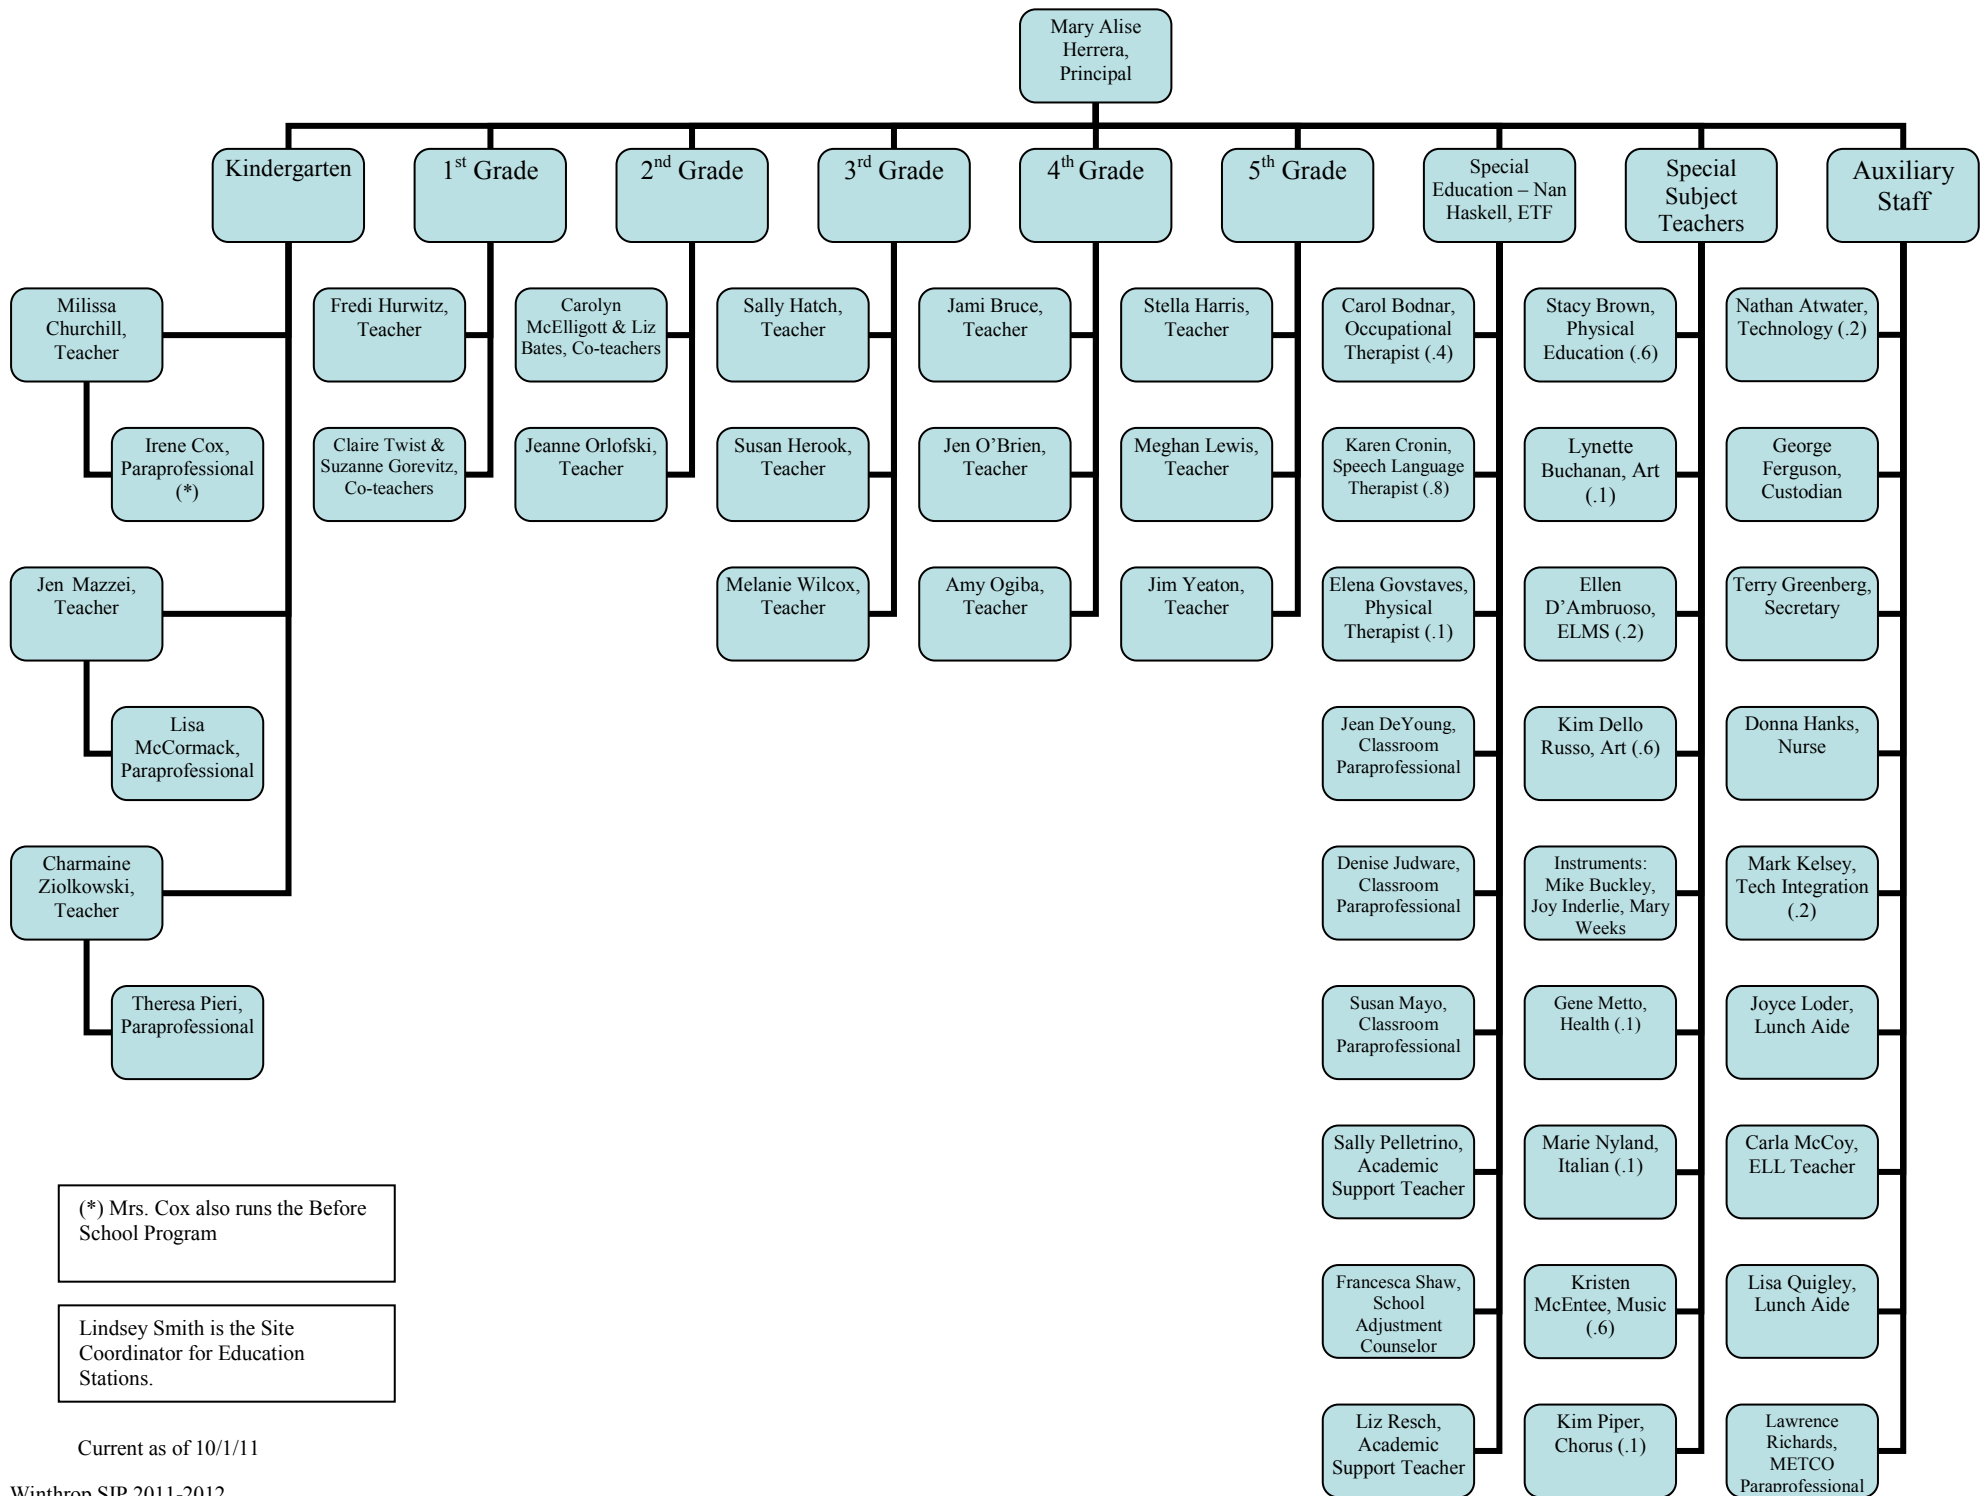 Mary Alise
Herrera,
Principal
Kindergarten
1st Grade
2nd Grade
3rd Grade
4th Grade
5th Grade
Special
Education – Nan
Haskell, ETF
Special
Subject
Teachers
Auxiliary
Staff
Milissa
Churchill,
Teacher
Irene Cox,
Paraprofessional
(*)
Jen Mazzei,
Teacher
Lisa
McCormack,
Paraprofessional
Charmaine
Ziolkowski,
Teacher
Theresa Pieri,
Paraprofessional
Fredi Hurwitz,
Teacher
Claire Twist &
Suzanne Gorevitz,
Co-teachers
Carolyn
McElligott & Liz
Bates, Co-teachers
Jeanne Orlofski,
Teacher
Sally Hatch,
Teacher
Susan Herook,
Teacher
Melanie Wilcox,
Teacher
Jami Bruce,
Teacher
Jen O’Brien,
Teacher
Amy Ogiba,
Teacher
Stella Harris,
Teacher
Meghan Lewis,
Teacher
Jim Yeaton,
Teacher
Carol Bodnar,
Occupational
Therapist (.4)
Karen Cronin,
Speech Language
Therapist (.8)
Elena Govstaves,
Physical
Therapist (.1)
Jean DeYoung,
Classroom
Paraprofessional
Denise Judware,
Classroom
Paraprofessional
Susan Mayo,
Classroom
Paraprofessional
Sally Pelletrino,
Academic
Support Teacher
Francesca Shaw,
School
Adjustment
Counselor
Liz Resch,
Academic
Support Teacher
Stacy Brown,
Physical
Education (.6)
Lynette
Buchanan, Art
(.1)
Ellen
D’Ambruoso,
ELMS (.2)
Kim Dello
Russo, Art (.6)
Instruments:
Mike Buckley,
Joy Inderlie, Mary
Weeks
Gene Metto,
Health (.1)
Marie Nyland,
Italian (.1)
Kristen
McEntee, Music
(.6)
Kim Piper,
Chorus (.1)
Nathan Atwater,
Technology (.2)
George
Ferguson,
Custodian
Terry Greenberg,
Secretary
Donna Hanks,
Nurse
Mark Kelsey,
Tech Integration
(.2)
Joyce Loder,
Lunch Aide
Carla McCoy,
ELL Teacher
Lisa Quigley,
Lunch Aide
Lawrence
Richards,
METCO
Paraprofessional
(*) Mrs. Cox also runs the Before
School Program
Lindsey Smith is the Site
Coordinator for Education
Stations.
Current as of 10/1/11
Winthrop SIP 2011-2012